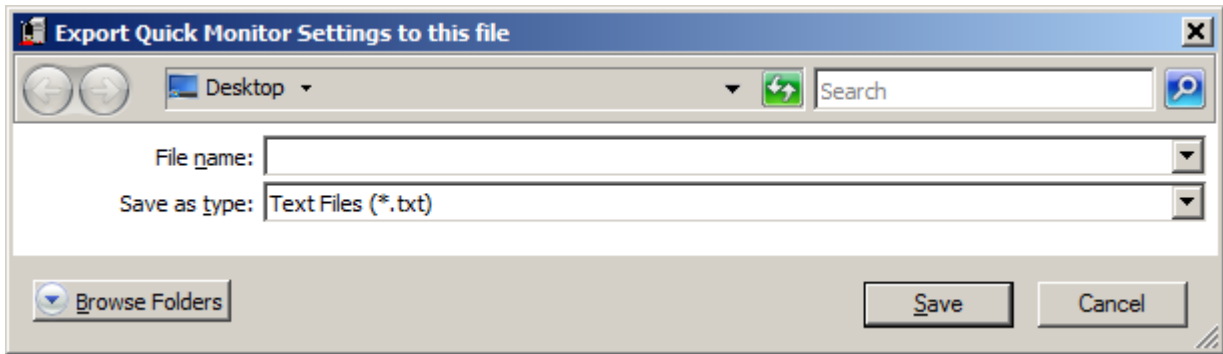 Export Quick Monitor Settings to this file
Desktop
Search
File name:
Save as type: Text Files (*.txt)
Browse Folders
Save
Cancel